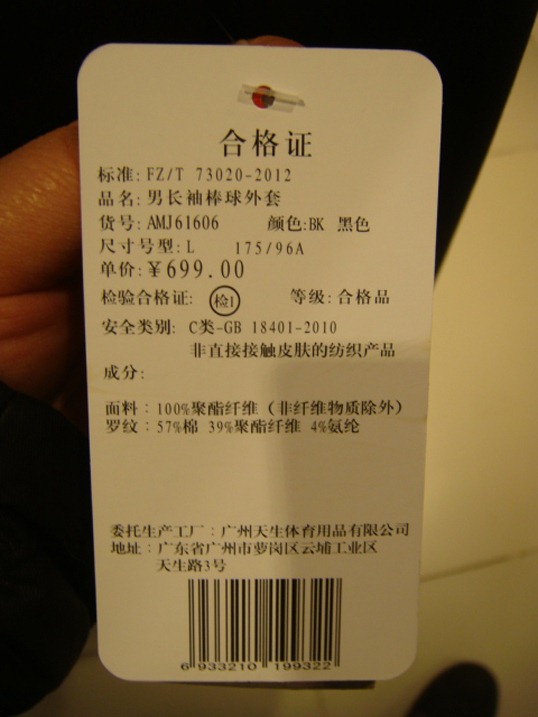 合格证
标准: FZ/T 73020-2012
品名: 男长袖棒球外套
货号: AMJ61606 颜色:BK 黑色
尺寸号型: L 175/96A
单价: ¥699.00
检验合格证: 检1 等级: 合格品
安全类别: C类-GB 18401-2010
非直接接触皮肤的纺织产品
成分:
面料：100%聚酯纤维（非纤维物质除外）
罗纹：57%棉 39%聚酯纤维 4%氨纶
委托生产工厂：广州天生体育用品有限公司
地址：广东省广州市萝岗区云埔工业区
天生路3号
6 933210 199322